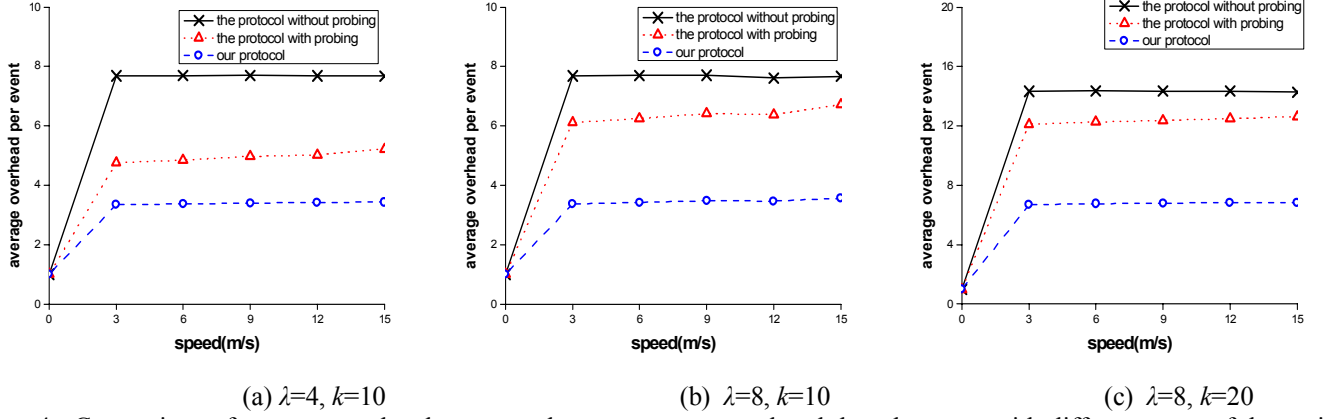 the protocol without probing
the protocol with probing
our protocol
average overhead per event
10
8
6
4
2
0
0 3 6 9 12 15
speed(m/s)
(a) λ=4, k=10
the protocol without probing
the protocol with probing
our protocol
average overhead per event
10
8
6
4
2
0
0 3 6 9 12 15
speed(m/s)
(b) λ=8, k=10
the protocol without probing
the protocol with probing
our protocol
average overhead per event
20
16
12
8
4
0
0 3 6 9 12 15
speed(m/s)
(c) λ=8, k=20